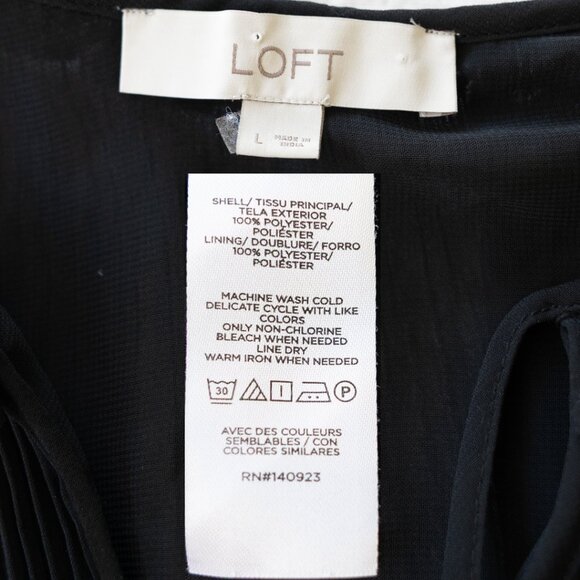 LOFT
L
MADE IN
INDIA
SHELL/ TISSU PRINCIPAL/
TELA EXTERIOR
100% POLYESTER/
POLIÉSTER
LINING/ DOUBLURE/ FORRO
100% POLYESTER/
POLIÉSTER
MACHINE WASH COLD
DELICATE CYCLE WITH LIKE
COLORS
ONLY NON-CHLORINE
BLEACH WHEN NEEDED
LINE DRY
WARM IRON WHEN NEEDED
30 P
AVEC DES COULEURS
SEMBLABLES / CON
COLORES SIMILARES
RN#140923